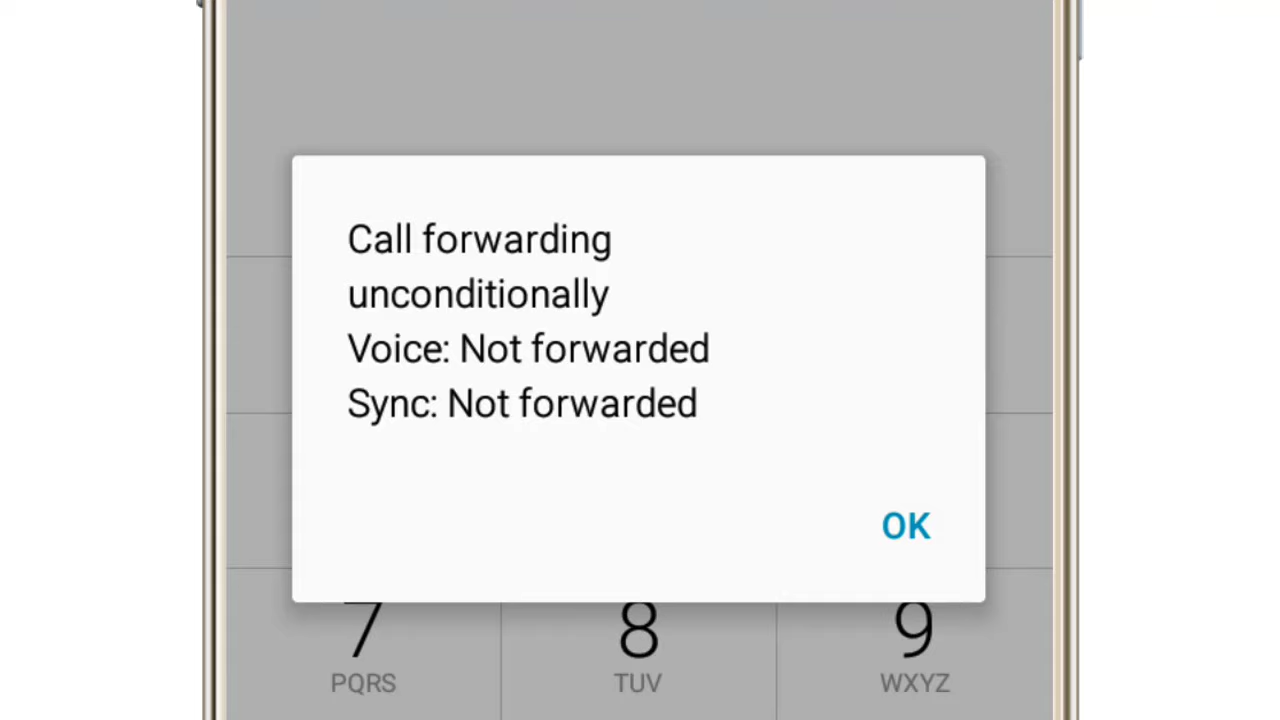 Call forwarding
unconditionally
Voice: Not forwarded
Sync: Not forwarded
OK
7 8 9
PQRS TUV WXYZ